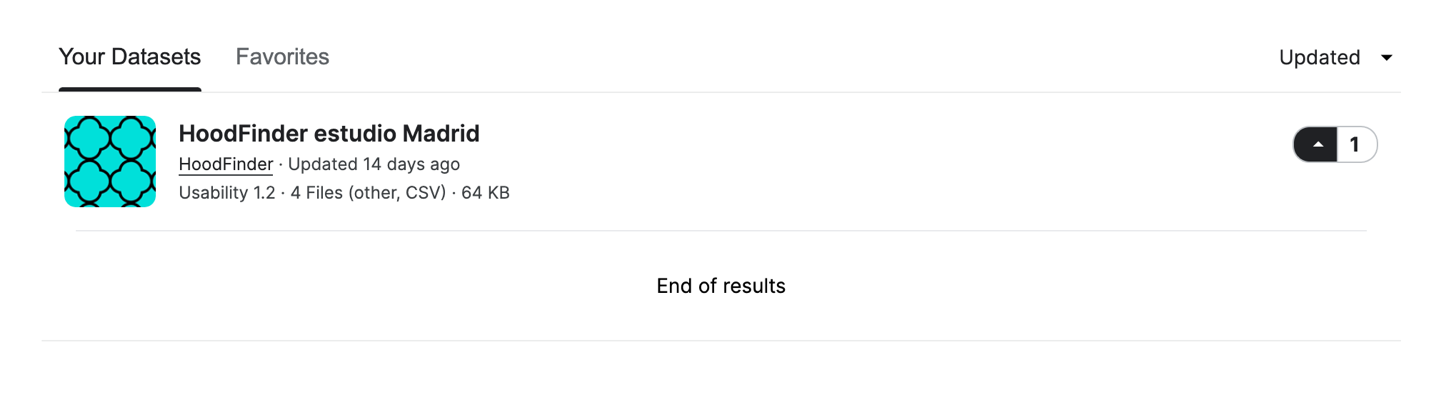 Your Datasets Favorites Updated
HoodFinder estudio Madrid
HoodFinder · Updated 14 days ago
1
Usability 1.2 · 4 Files (other, CSV) · 64 KB
End of results